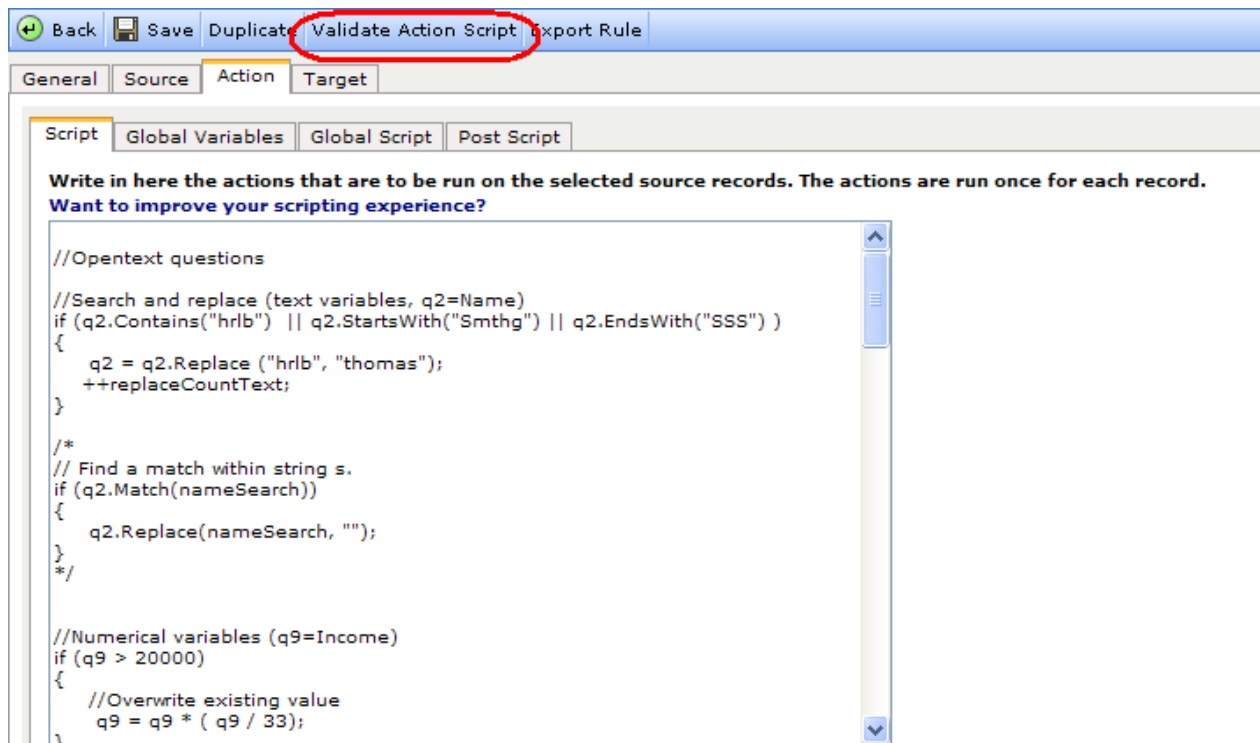 Back Save Duplicate Validate Action Script Export Rule
General Source Action Target
Script Global Variables Global Script Post Script
Write in here the actions that are to be run on the selected source records. The actions are run once for each record.
Want to improve your scripting experience?
//Opentext questions
//Search and replace (text variables, q2=Name)
if (q2.Contains("hrlb")  || q2.StartsWith("Smthg") || q2.EndsWith("SSS") )
{
q2 = q2.Replace ("hrlb", "thomas");
++replaceCountText;
}
/*
// Find a match within string s.
if (q2.Match(nameSearch))
{
q2.Replace(nameSearch, "");
}
*/
//Numerical variables (q9=Income)
if (q9 > 20000)
{
//Overwrite existing value
q9 = q9 * ( q9 / 33);
}